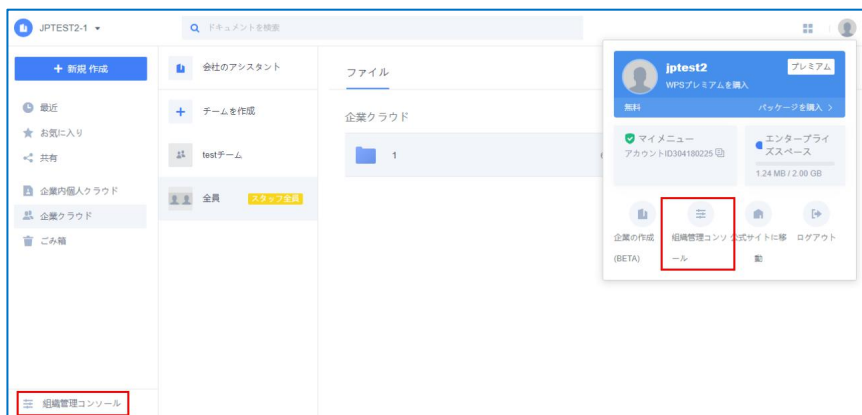 JPTEST2-1
ドキュメントを検索
+ 新規作成
最近
お気に入り
共有
企業内個人クラウド
企業クラウド
ごみ箱
組織管理コンソール
会社のアシスタント
+ チームを作成
testチーム
全員
スタッフ全員
ファイル
企業クラウド
1
jptest2
プレミアム
WPSプレミアムを購入
無料
パッケージを購入 >
マイメニュー
アカウントID304180225
エンタープライ
ズスペース
1.24 MB / 2.00 GB
企業の作成
(BETA)
組織管理コンソ
ール
公式サイトに移
動
ログアウト